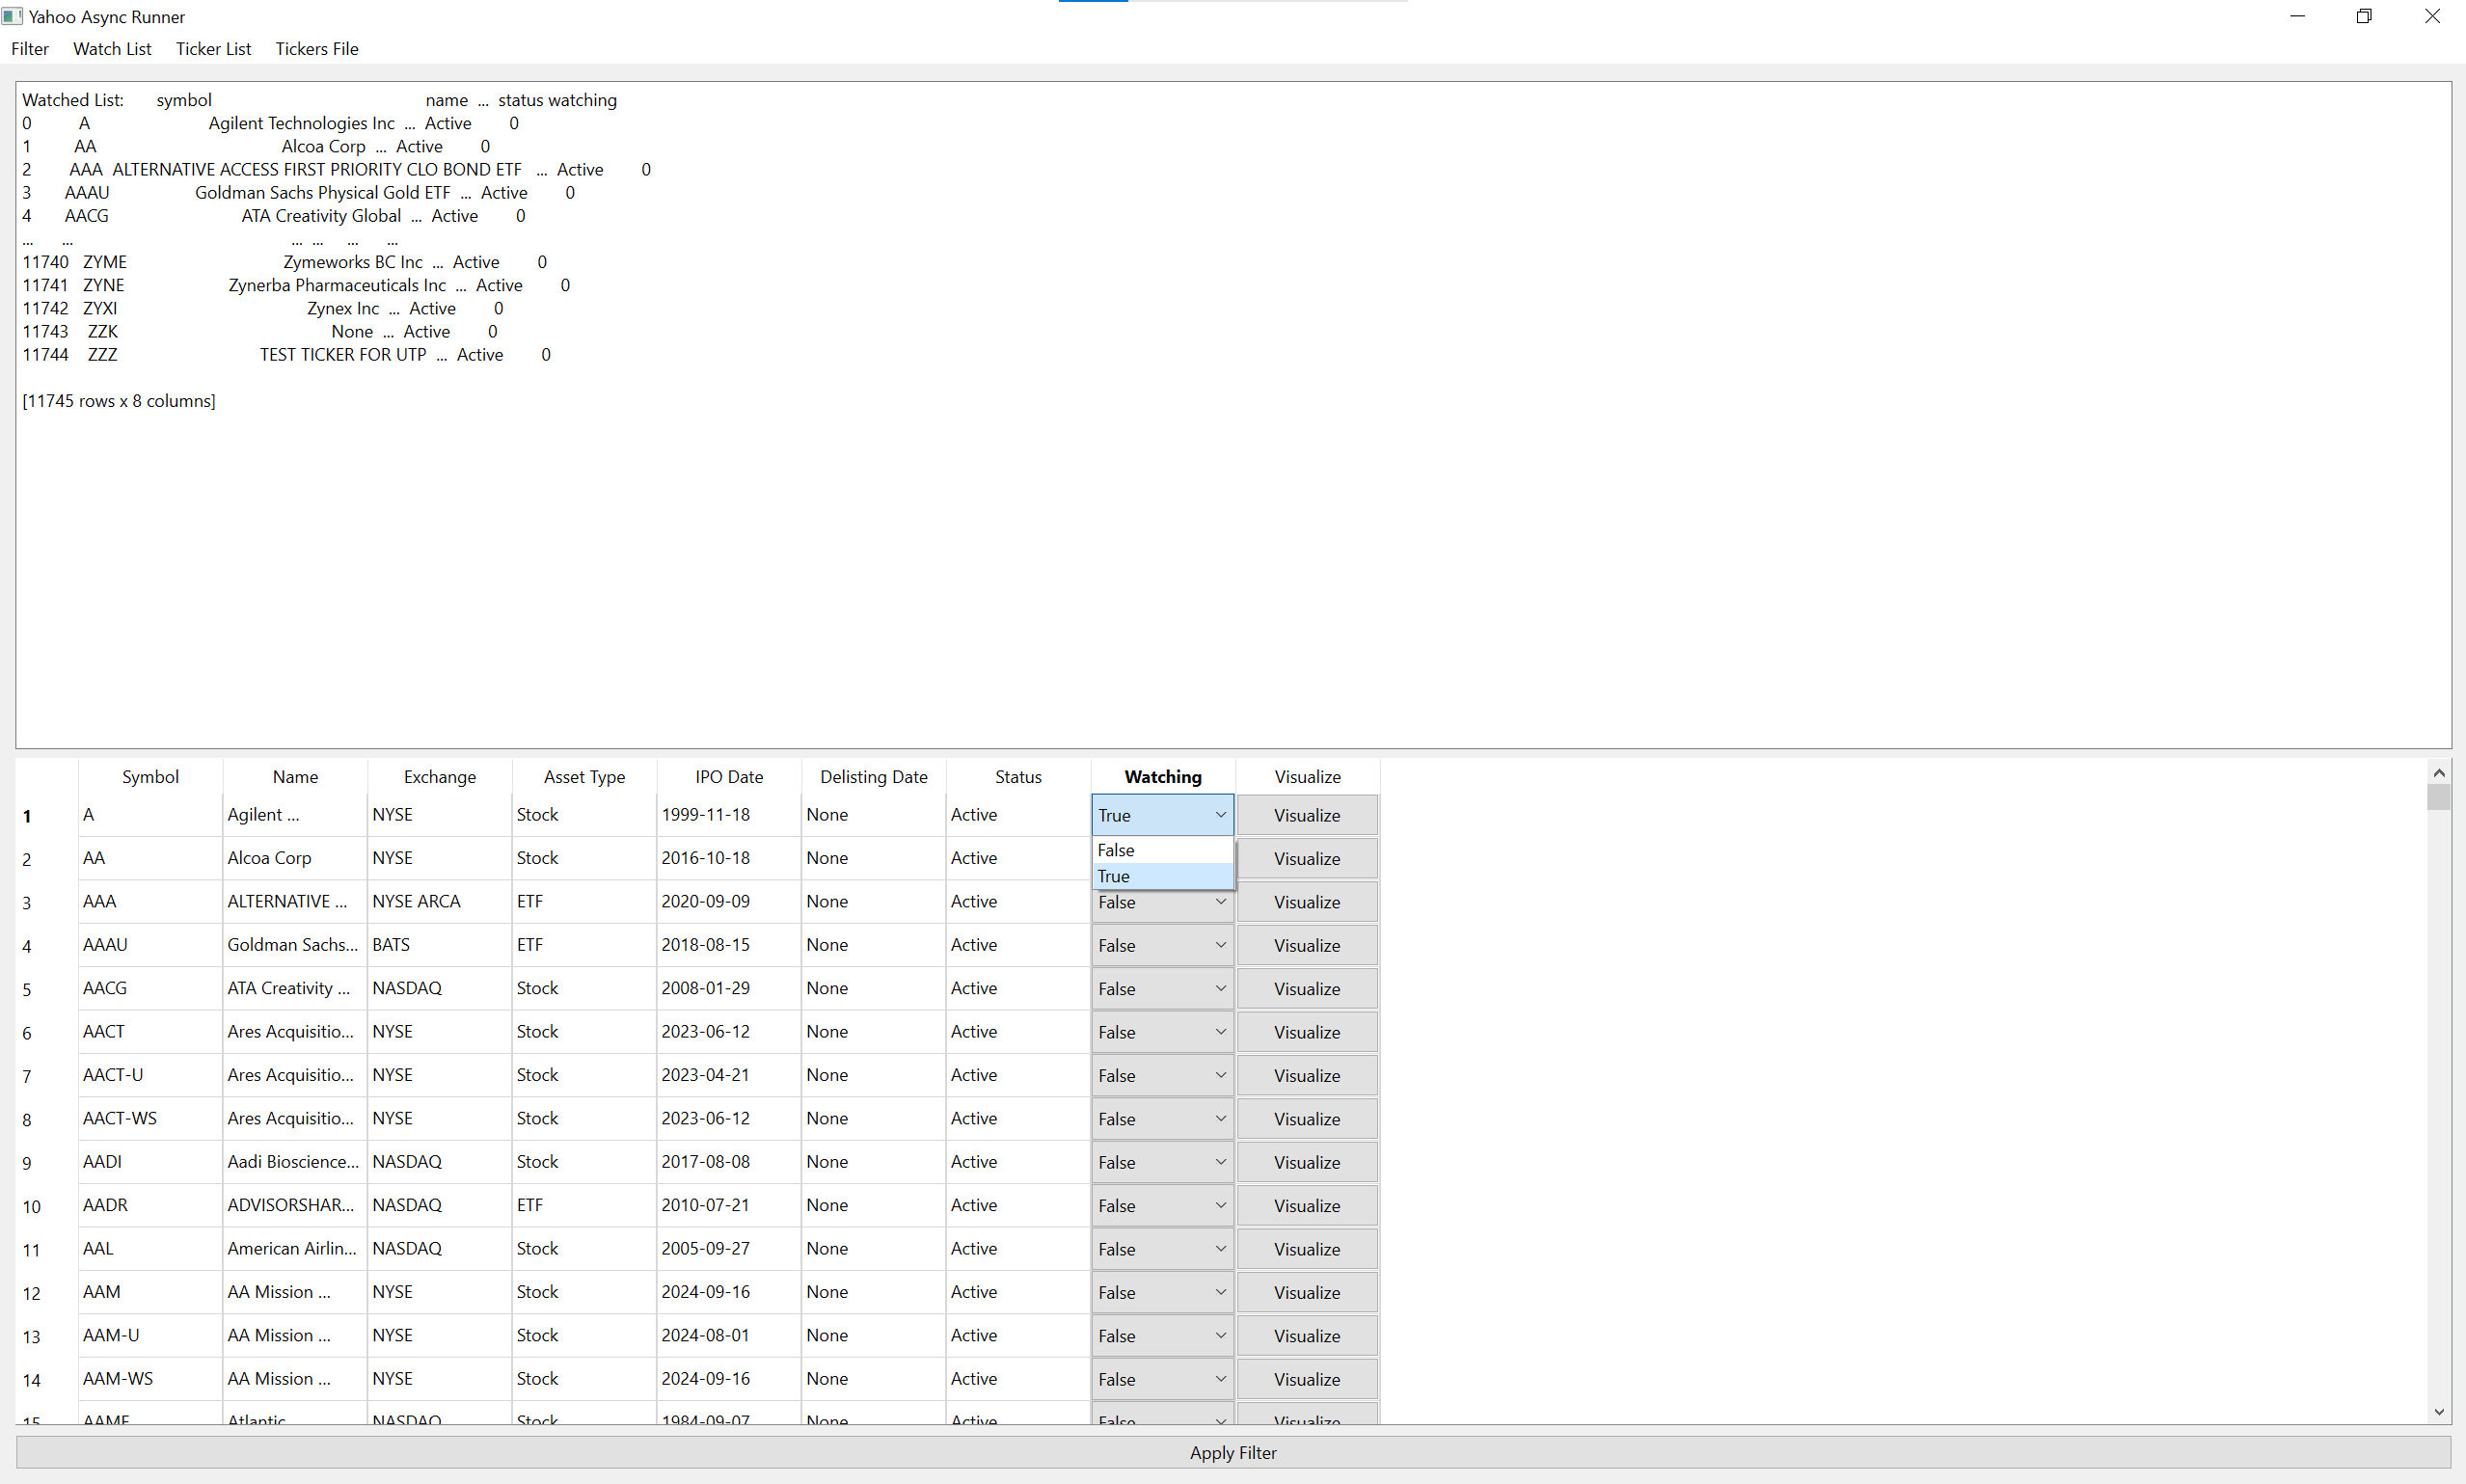 Yahoo Async Runner
Filter Watch List Ticker List Tickers File
Watched List: symbol name ... status watching
0 A Agilent Technologies Inc ... Active 0
1 AA Alcoa Corp ... Active 0
2 AAA ALTERNATIVE ACCESS FIRST PRIORITY CLO BOND ETF ... Active 0
3 AAAU Goldman Sachs Physical Gold ETF ... Active 0
4 AACG ATA Creativity Global ... Active 0
... ... ... ... ... ...
11740 ZYME Zymeworks BC Inc ... Active 0
11741 ZYNE Zynerba Pharmaceuticals Inc ... Active 0
11742 ZYXI Zynex Inc ... Active 0
11743 ZZK None ... Active 0
11744 ZZZ TEST TICKER FOR UTP ... Active 0
[11745 rows x 8 columns]
Symbol Name Exchange Asset Type IPO Date Delisting Date Status Watching Visualize
1 A Agilent ... NYSE Stock 1999-11-18 None Active True Visualize
2 AA Alcoa Corp NYSE Stock 2016-10-18 None Active False Visualize
True
3 AAA ALTERNATIVE ... NYSE ARCA ETF 2020-09-09 None Active False Visualize
4 AAAU Goldman Sachs... BATS ETF 2018-08-15 None Active False Visualize
5 AACG ATA Creativity ... NASDAQ Stock 2008-01-29 None Active False Visualize
6 AACT Ares Acquisitio... NYSE Stock 2023-06-12 None Active False Visualize
7 AACT-U Ares Acquisitio... NYSE Stock 2023-04-21 None Active False Visualize
8 AACT-WS Ares Acquisitio... NYSE Stock 2023-06-12 None Active False Visualize
9 AADI Aadi Bioscience... NASDAQ Stock 2017-08-08 None Active False Visualize
10 AADR ADVISORSHAR... NASDAQ ETF 2010-07-21 None Active False Visualize
11 AAL American Airlin... NASDAQ Stock 2005-09-27 None Active False Visualize
12 AAM AA Mission ... NYSE Stock 2024-09-16 None Active False Visualize
13 AAM-U AA Mission ... NYSE Stock 2024-08-01 None Active False Visualize
14 AAM-WS AA Mission ... NYSE Stock 2024-09-16 None Active False Visualize
15 AAME Atlantic NASDAQ Stock 1984-09-07 None Active False Visualize
Apply Filter